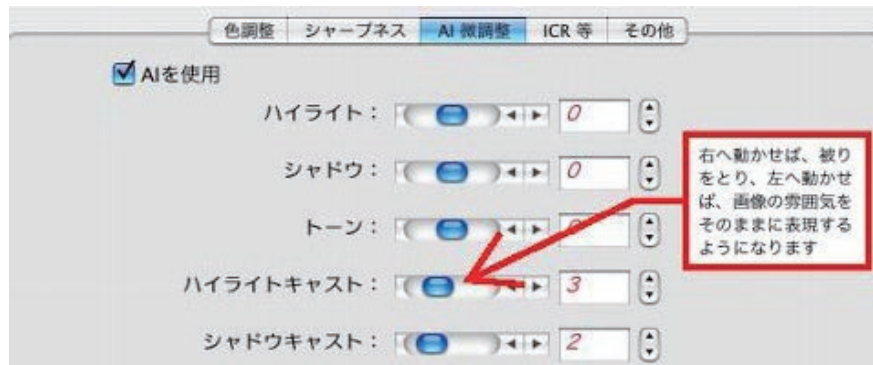 色調整 シャープネス AI 微調整 ICR 等 その他
AIを使用
ハイライト： 0
シャドウ： 0
トーン： 0
ハイライトキャスト： 3
シャドウキャスト： 2
右へ動かせば、被り
をとり、左へ動かせ
ば、画像の雰囲気を
そのままに表現する
ようになります